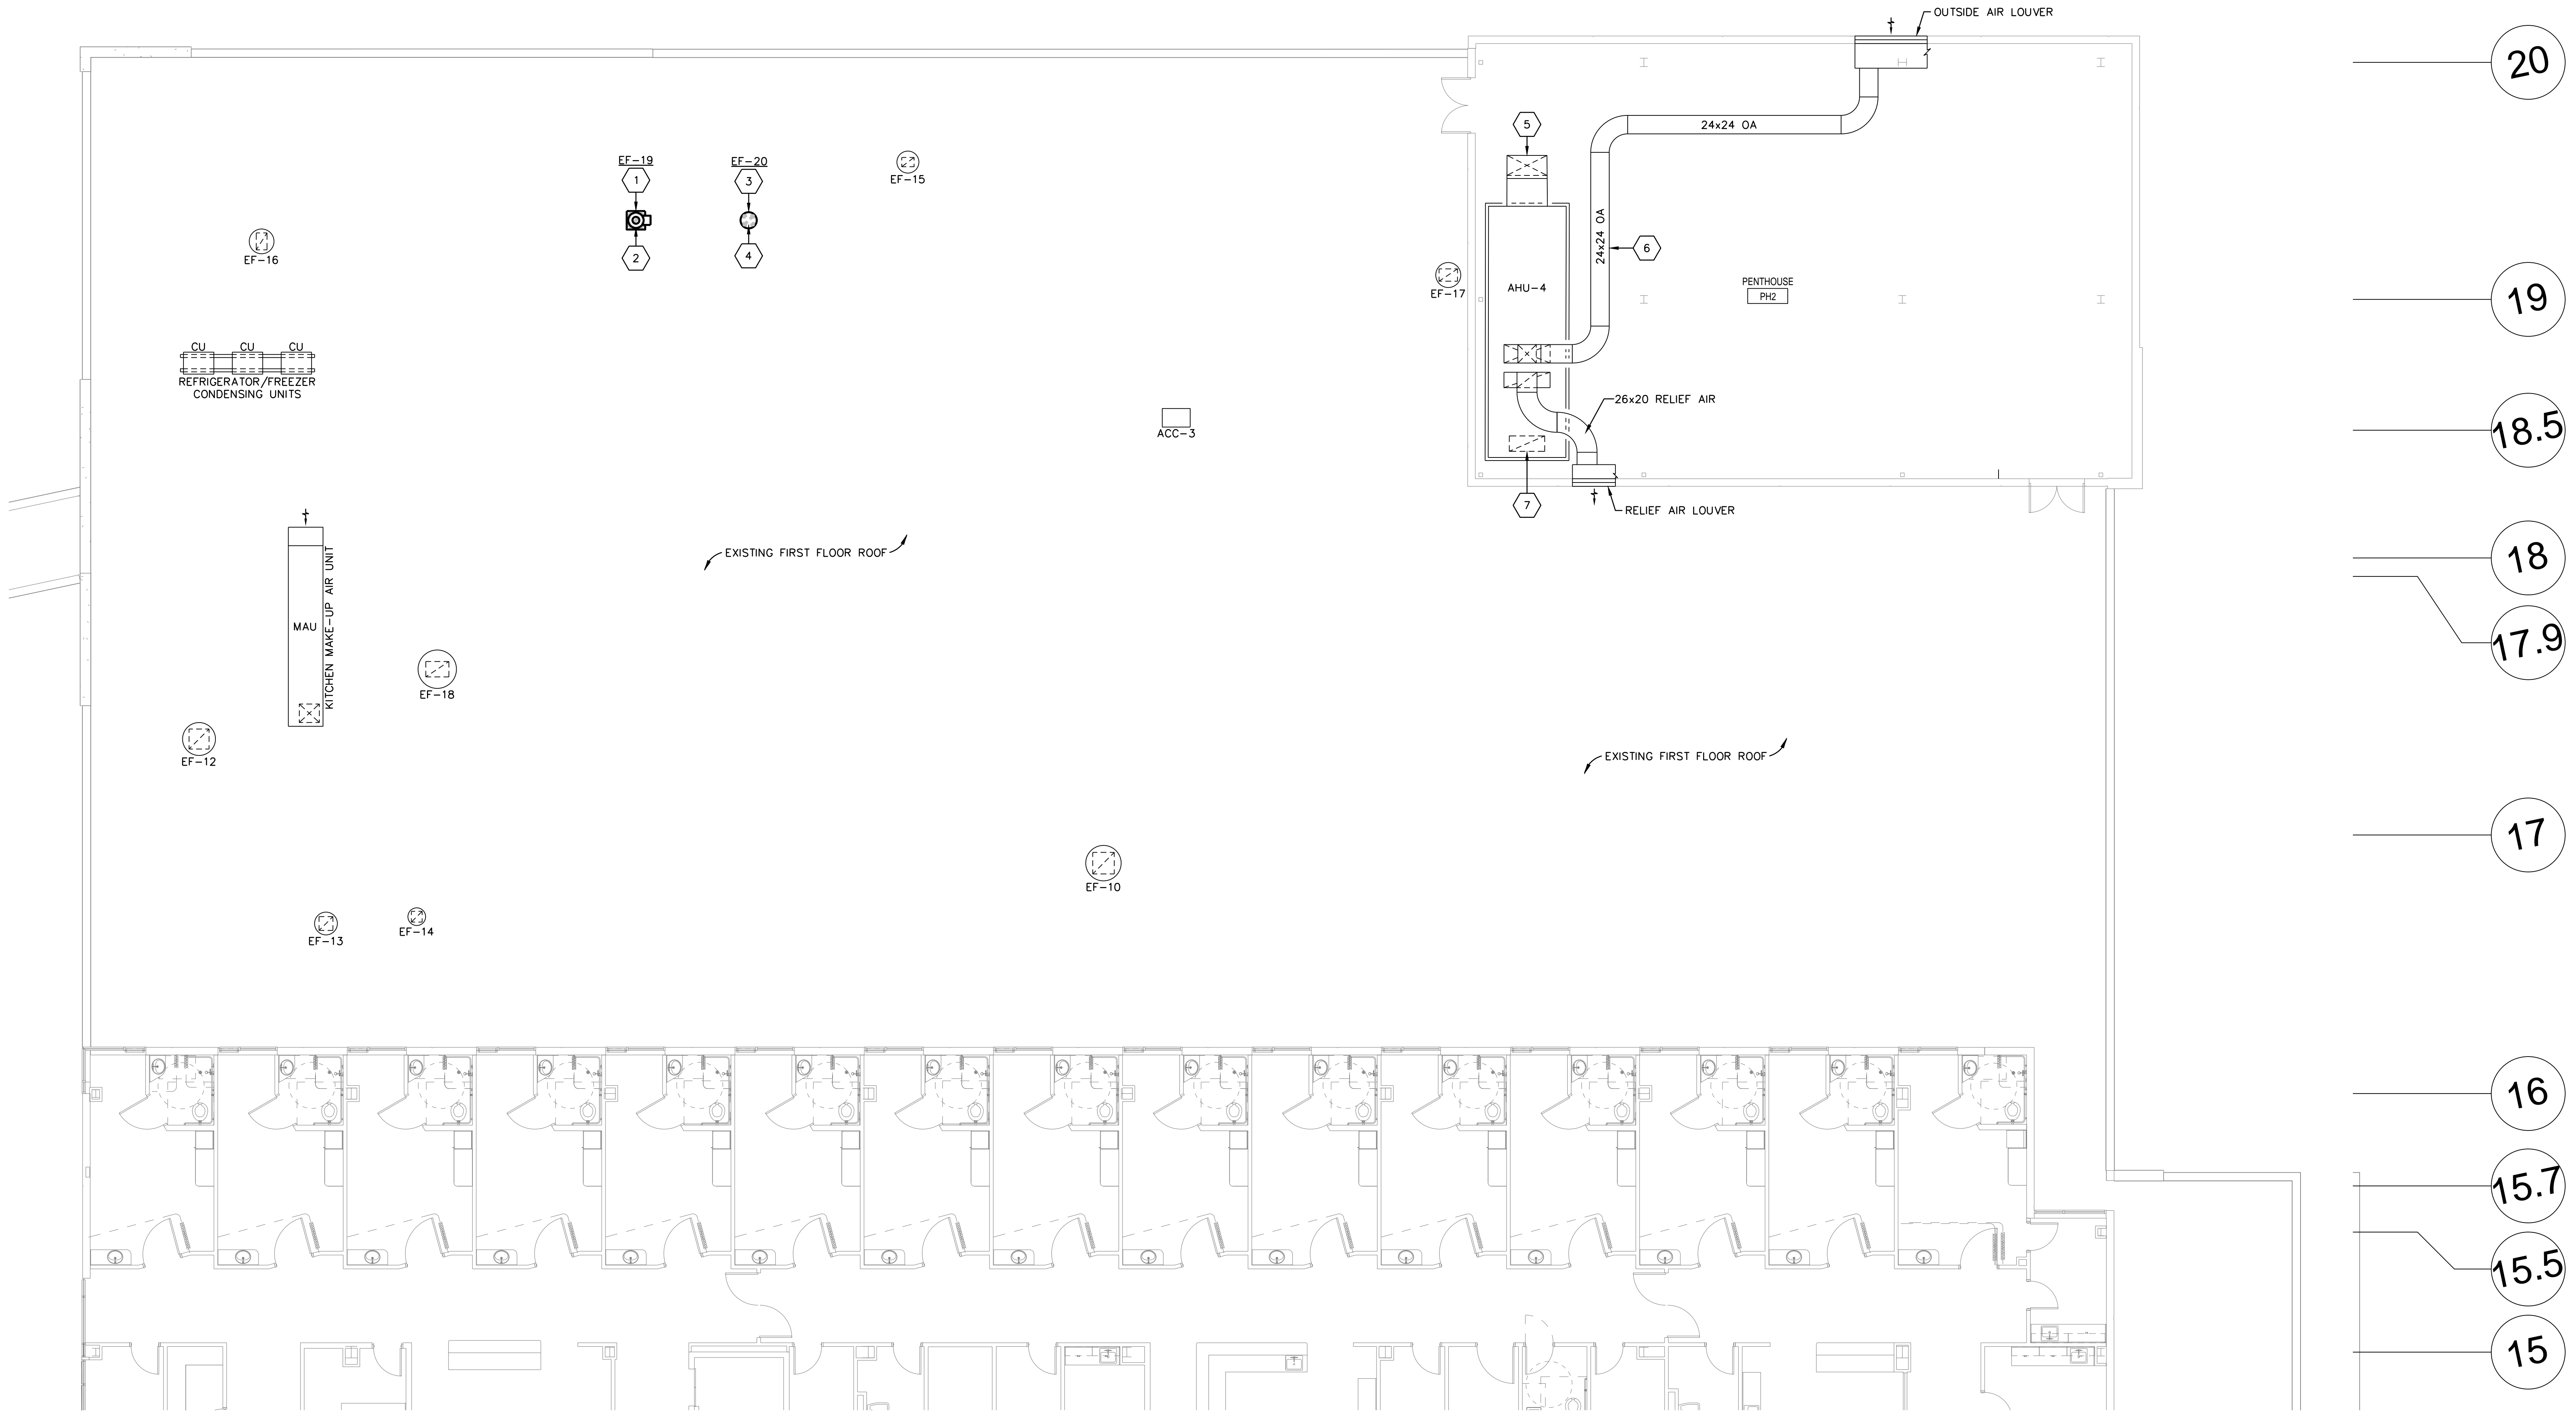 OUTSIDE AIR LOUVER
20
5
24x24 OA
EF-19
1
EF-20
3
EF-15
EF-16
2
4
24x24 OA
6
EF-17
AHU-4
PENTHOUSE
PH2
19
CU CU CU
REFRIGERATOR/FREEZER
CONDENSING UNITS
26x20 RELIEF AIR
ACC-3
18.5
7
RELIEF AIR LOUVER
EXISTING FIRST FLOOR ROOF
18
MAU
KITCHEN MAKE-UP AIR UNIT
17.9
EF-18
EF-12
EXISTING FIRST FLOOR ROOF
17
EF-10
EF-13
EF-14
16
15.7
15.5
15